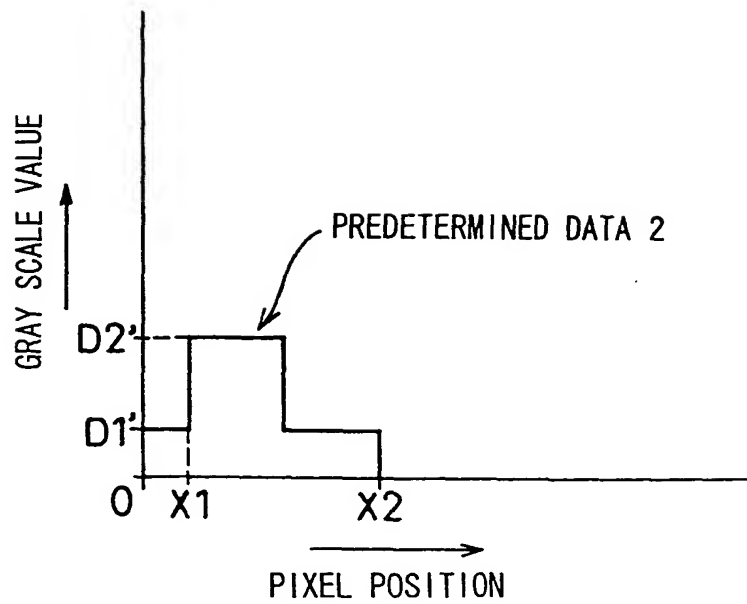 GRAY SCALE VALUE
PREDETERMINED DATA 2
D2'
D1'
0 X1 X2
PIXEL POSITION